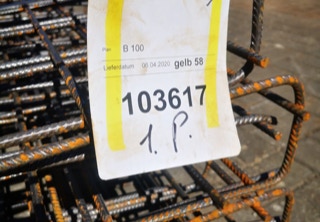 Pos. B 100
Lieferdatum 06.04.2020 gelb 58
103617
1. P.